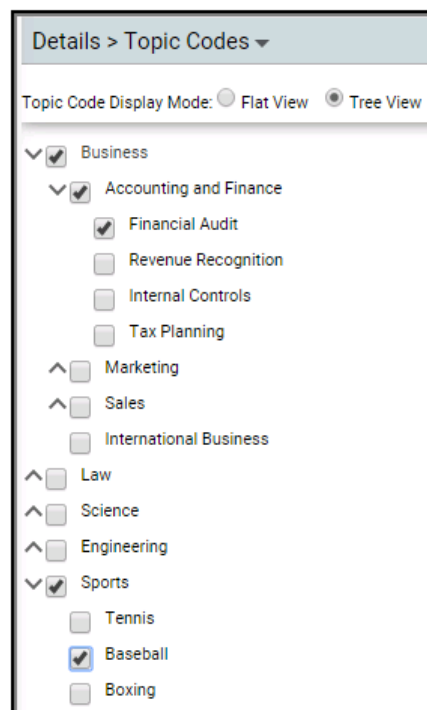 Details > Topic Codes
Topic Code Display Mode: Flat View Tree View
Business
Accounting and Finance
Financial Audit
Revenue Recognition
Internal Controls
Tax Planning
Marketing
Sales
International Business
Law
Science
Engineering
Sports
Tennis
Baseball
Boxing